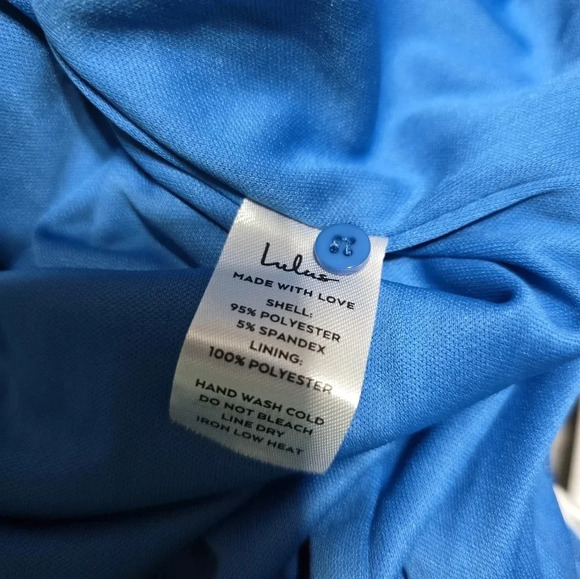 Lulus
MADE WITH LOVE
SHELL:
95% POLYESTER
5% SPANDEX
LINING:
100% POLYESTER
HAND WASH COLD
DO NOT BLEACH
LINE DRY
IRON LOW HEAT